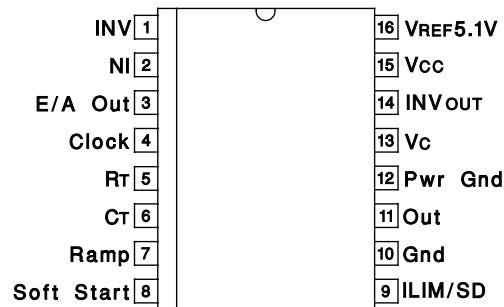 INV 1
NI 2
E/A Out 3
Clock 4
RT 5
CT 6
Ramp 7
Soft Start 8
16 VREF5.1V
15 VCC
14 INVOUT
13 VC
12 Pwr Gnd
11 Out
10 Gnd
9 ILIM/SD